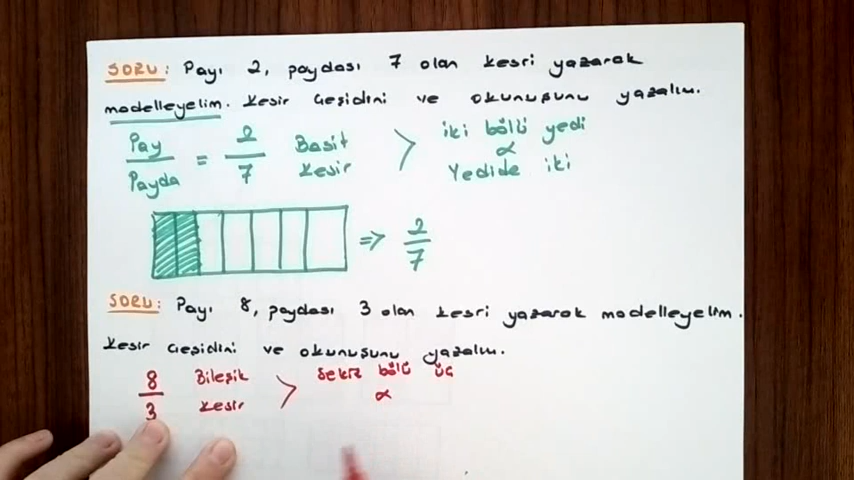 SORU: Payı 2, paydası 7 olan kesri yazarak
modelleyelim. Kesir çeşidini ve okunuşunu yazalım.
Pay
Payda
=
2
7
Basit
kesir
>
iki bölü yedi
α
Yedide iki
=> 2
7
SORU: Payı 8, paydası 3 olan kesri yazarak modelleyelim.
Kesir çeşidini ve okunuşunu yazalım.
8
3
Bileşik
kesir
>
Sekiz bölü üç
α